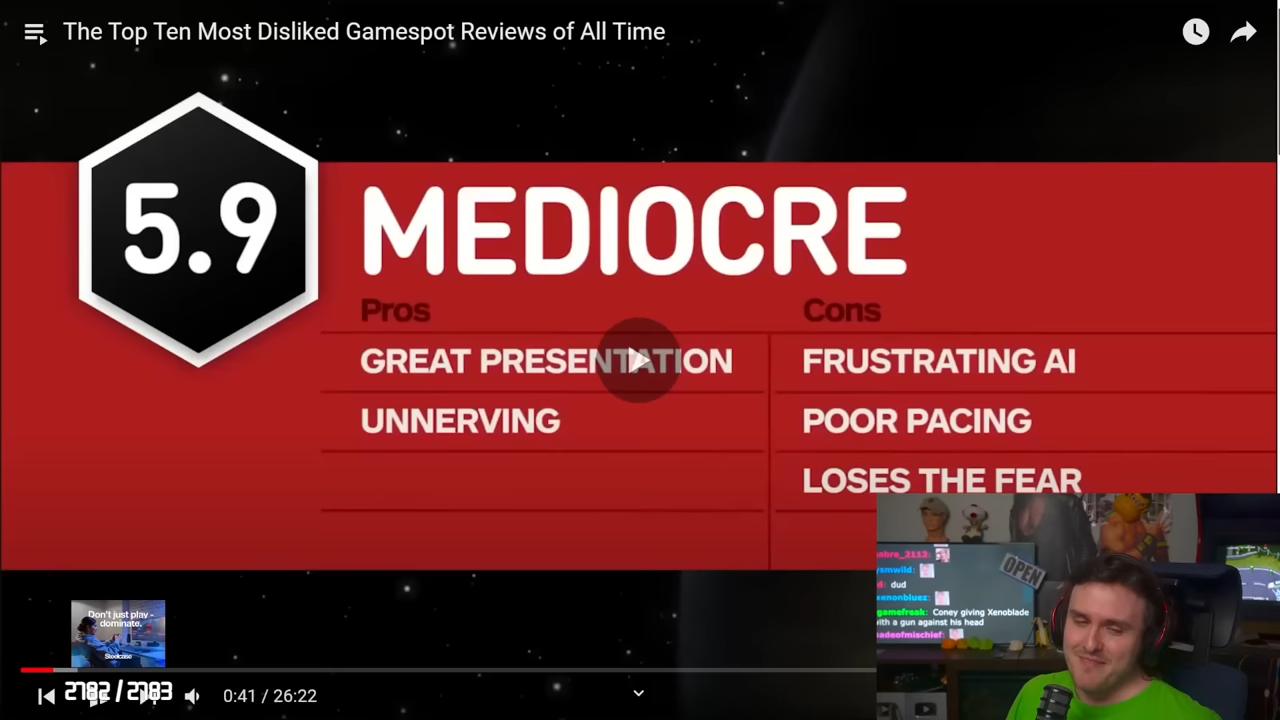 The Top Ten Most Disliked Gamespot Reviews of All Time
5.9
MEDIOCRE
Pros
Cons
GREAT PRESENTATION
FRUSTRATING AI
UNNERVING
POOR PACING
LOSES THE FEAR
OPEN
dud
Coney giving Xenoblade
with a gun against his head
Don't just play -
dominate.
Steelcase
2782 / 2783
0:41 / 26:22